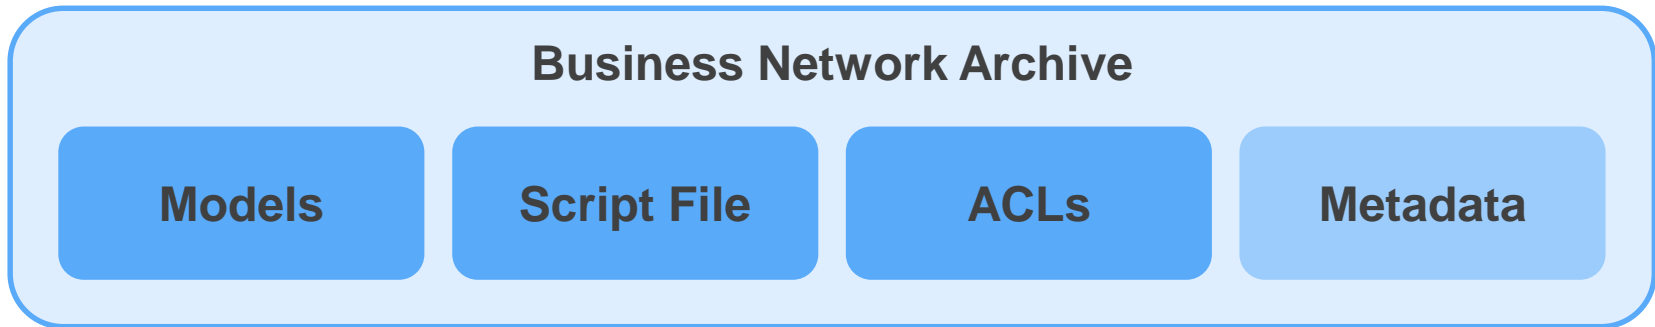 Business Network Archive
Models
Script File
ACLs
Metadata